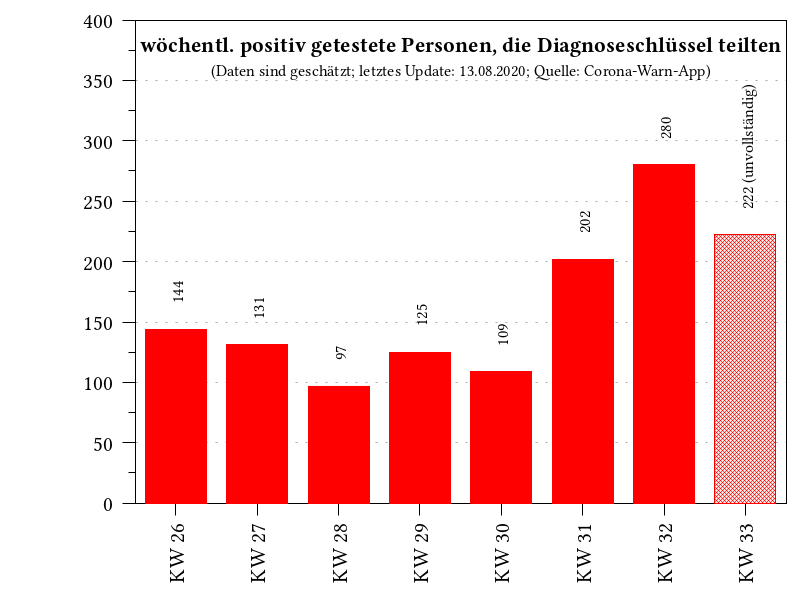 wöchentl. positiv getestete Personen, die Diagnoseschlüssel teilten
(Daten sind geschätzt; letztes Update: 13.08.2020; Quelle: Corona-Warn-App)
400
350
300
250
200
150
100
50
0
144
131
97
125
109
202
280
222 (unvollständig)
KW 26
KW 27
KW 28
KW 29
KW 30
KW 31
KW 32
KW 33